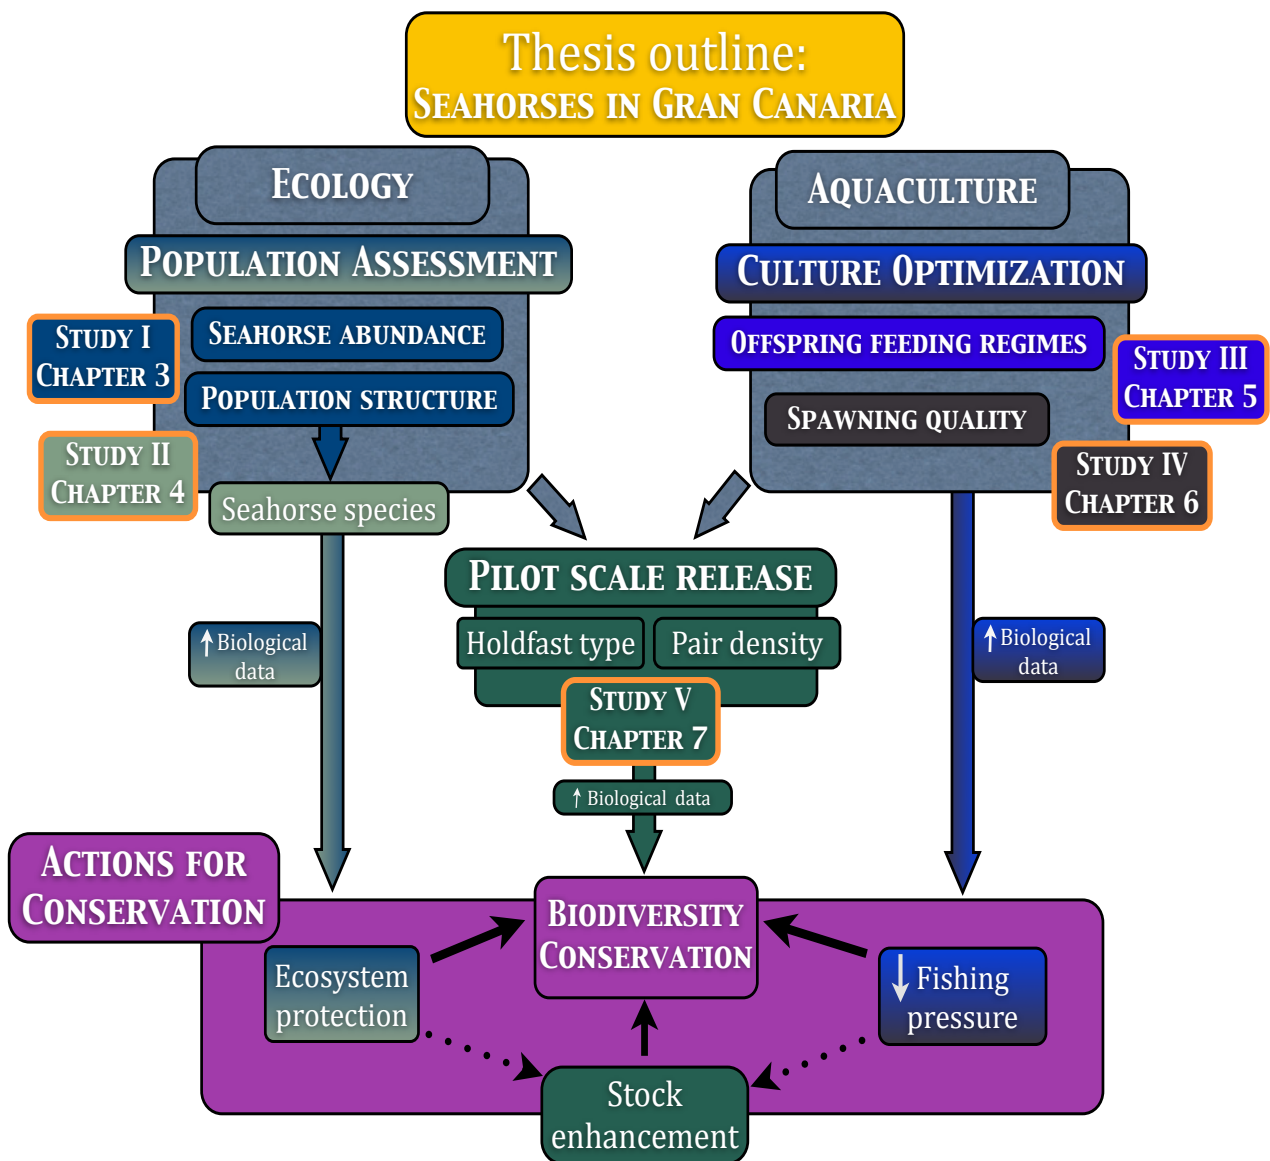 Thesis outline:
SEAHORSES IN GRAN CANARIA
ECOLOGY
POPULATION ASSESSMENT
STUDY I
CHAPTER 3
SEAHORSE ABUNDANCE
POPULATION STRUCTURE
STUDY II
CHAPTER 4
Seahorse species
AQUACULTURE
CULTURE OPTIMIZATION
OFFSPRING FEEDING REGIMES
STUDY III
CHAPTER 5
SPAWNING QUALITY
STUDY IV
CHAPTER 6
PILOT SCALE RELEASE
Holdfast type
Pair density
STUDY V
CHAPTER 7
↑ Biological
data
↑ Biological data
↑ Biological
data
ACTIONS FOR
CONSERVATION
BIODIVERSITY
CONSERVATION
Ecosystem
protection
↓ Fishing
pressure
Stock
enhancement